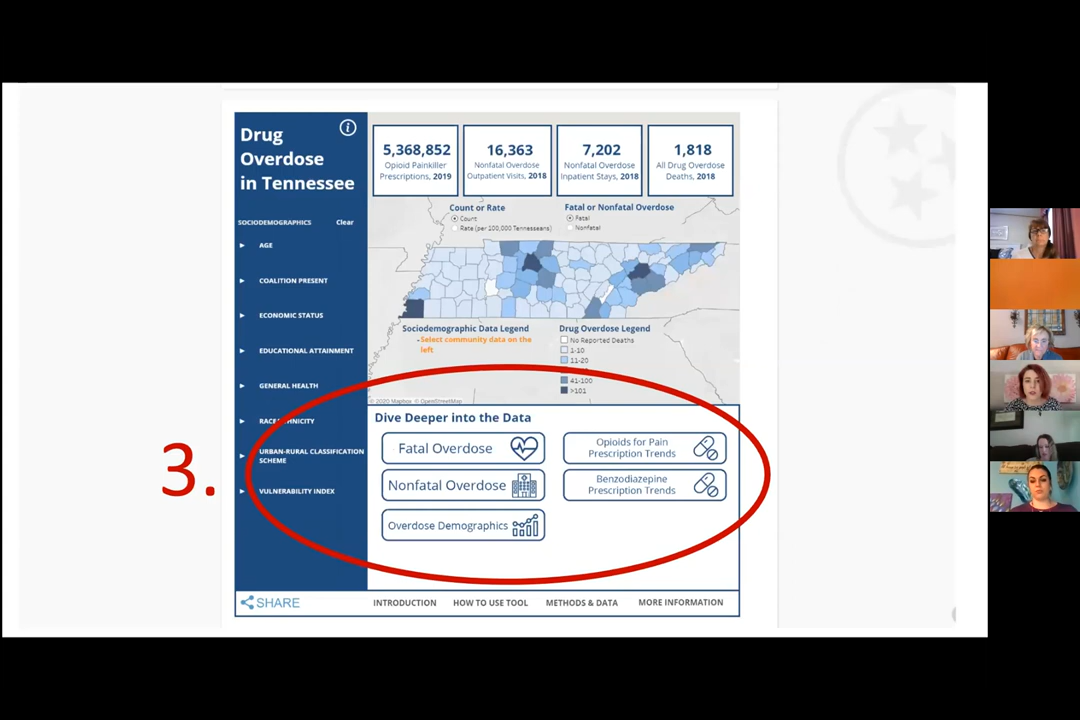 Drug
Overdose
in Tennessee
5,368,852
Opioid Painkiller
Prescriptions, 2019
16,363
Nonfatal Overdose
Outpatient Visits, 2018
7,202
Nonfatal Overdose
Inpatient Stays, 2018
1,818
All Drug Overdose
Deaths, 2018
SOCIODEMOGRAPHICS Clear
AGE
COALITION PRESENT
ECONOMIC STATUS
EDUCATIONAL ATTAINMENT
GENERAL HEALTH
RACE ETHNICITY
URBAN-RURAL CLASSIFICATION
SCHEME
VULNERABILITY INDEX
Count or Rate
Count
Rate (per 200,000 Tennesseans)
Fatal or Nonfatal Overdose
Fatal
Nonfatal
Sociodemographic Data Legend
-Select community data on the
left
Drug Overdose Legend
No Reported Deaths
1-10
11-20
41-100
>101
© 2020 Mapbox © OpenStreetMap
3.
Dive Deeper into the Data
Fatal Overdose
Nonfatal Overdose
Overdose Demographics
Opioids for Pain
Prescription Trends
Benzodiazepine
Prescription Trends
SHARE
INTRODUCTION
HOW TO USE TOOL
METHODS & DATA
MORE INFORMATION